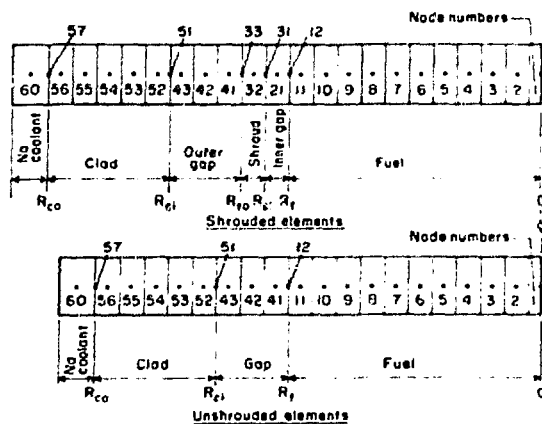 Node numbers
57 51 33 31 12
60 56 55 54 53 52 43 42 41 32 21 11 10 9 8 7 6 5 4 3 2 1
Na coolant
Clad
Outer gap
Shroud
Inner gap
Fuel
Rco Rci Rso Rsi Rf
Shrouded elements
Node numbers
57 51 12
60 56 55 54 53 52 43 42 41 11 10 9 8 7 6 5 4 3 2 1
Na coolant
Clad
Gap
Fuel
Rco Rci Rf
Unshrouded elements